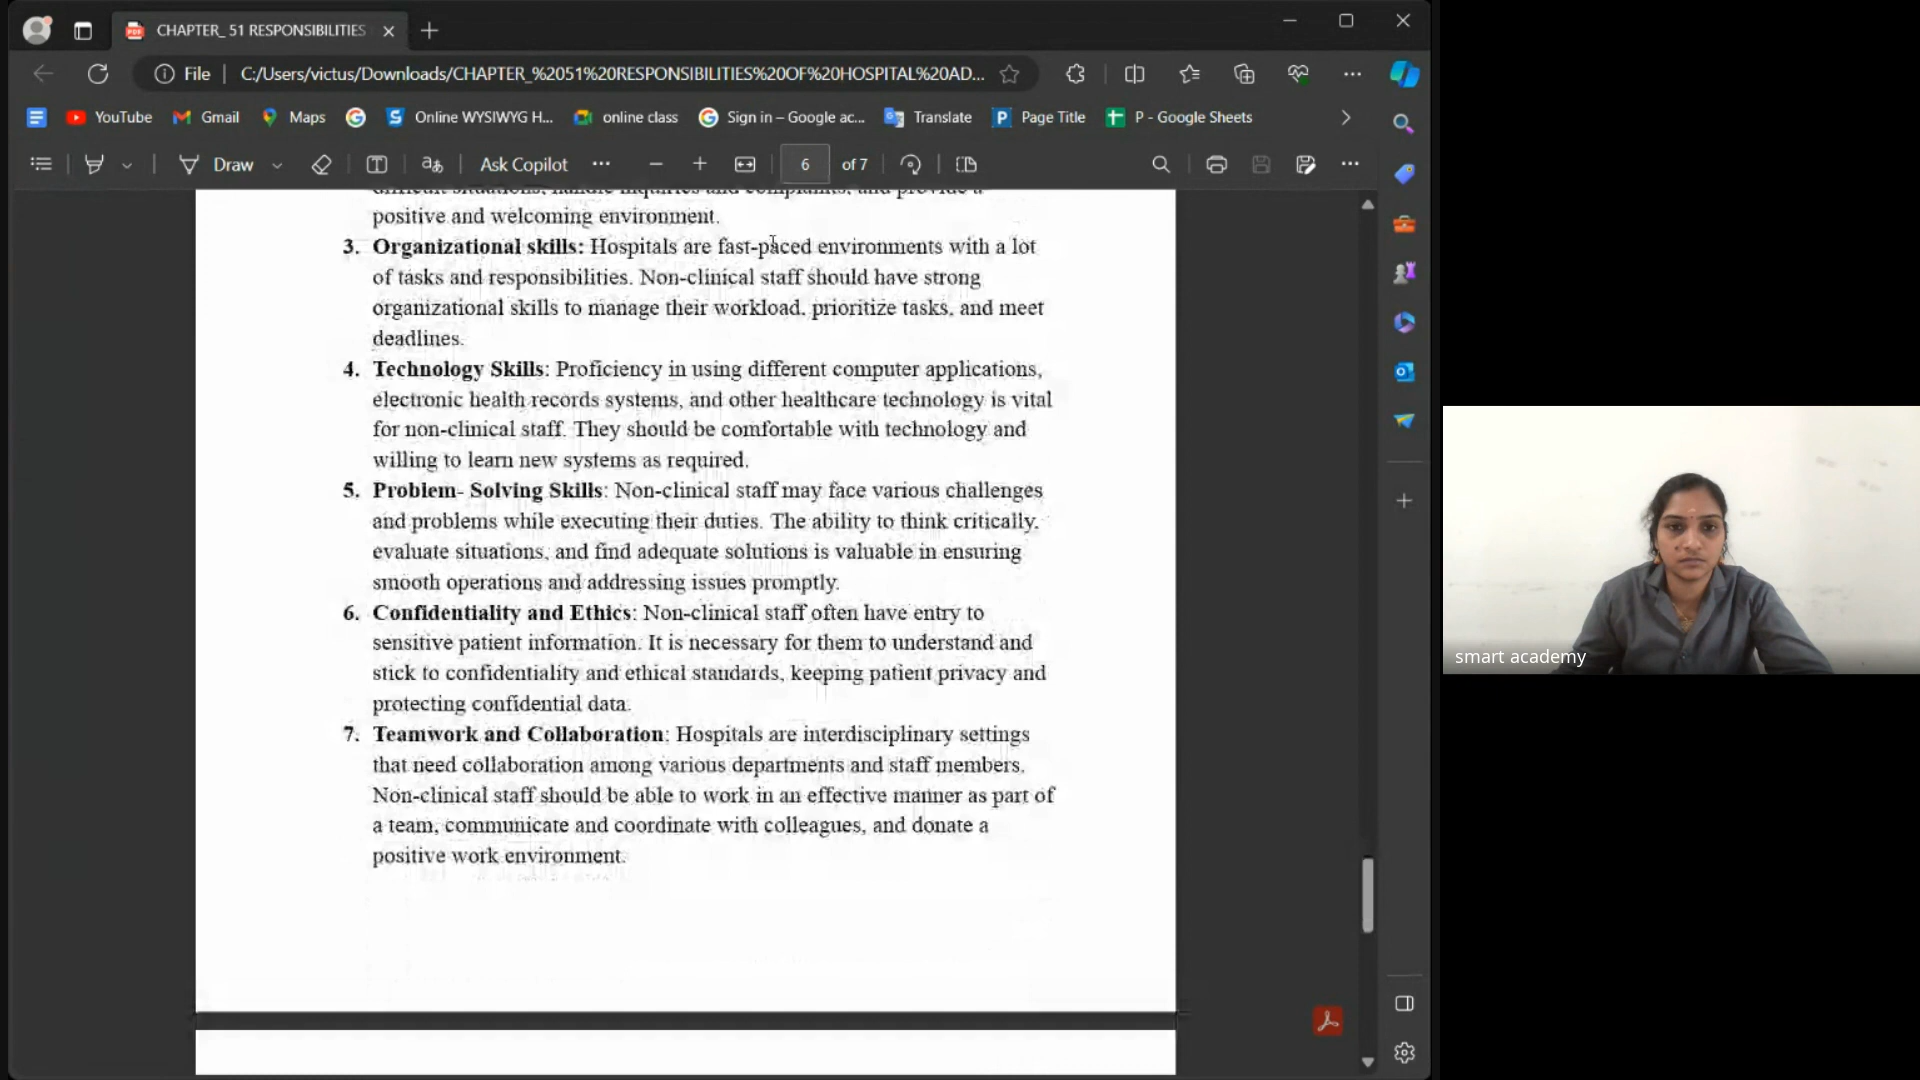 CHAPTER_ 51 RESPONSIBILITIES
File
C:/Users/victus/Downloads/CHAPTER_%2051%20RESPONSIBILITIES%20OF%20HOSPITAL%20AD...
YouTube Gmail Maps Online WYSIWYG H... online class Sign in – Google ac... Translate Page Title P - Google Sheets
Draw Ask Copilot 6 of 7
difficult situations, handle inquiries and complaints, and provide a
positive and welcoming environment.
3. Organizational skills: Hospitals are fast-paced environments with a lot
of tasks and responsibilities. Non-clinical staff should have strong
organizational skills to manage their workload, prioritize tasks, and meet
deadlines.
4. Technology Skills: Proficiency in using different computer applications,
electronic health records systems, and other healthcare technology is vital
for non-clinical staff. They should be comfortable with technology and
willing to learn new systems as required.
5. Problem- Solving Skills: Non-clinical staff may face various challenges
and problems while executing their duties. The ability to think critically,
evaluate situations, and find adequate solutions is valuable in ensuring
smooth operations and addressing issues promptly.
6. Confidentiality and Ethics: Non-clinical staff often have entry to
sensitive patient information. It is necessary for them to understand and
stick to confidentiality and ethical standards, keeping patient privacy and
protecting confidential data.
7. Teamwork and Collaboration: Hospitals are interdisciplinary settings
that need collaboration among various departments and staff members.
Non-clinical staff should be able to work in an effective manner as part of
a team, communicate and coordinate with colleagues, and donate a
positive work environment.
smart academy